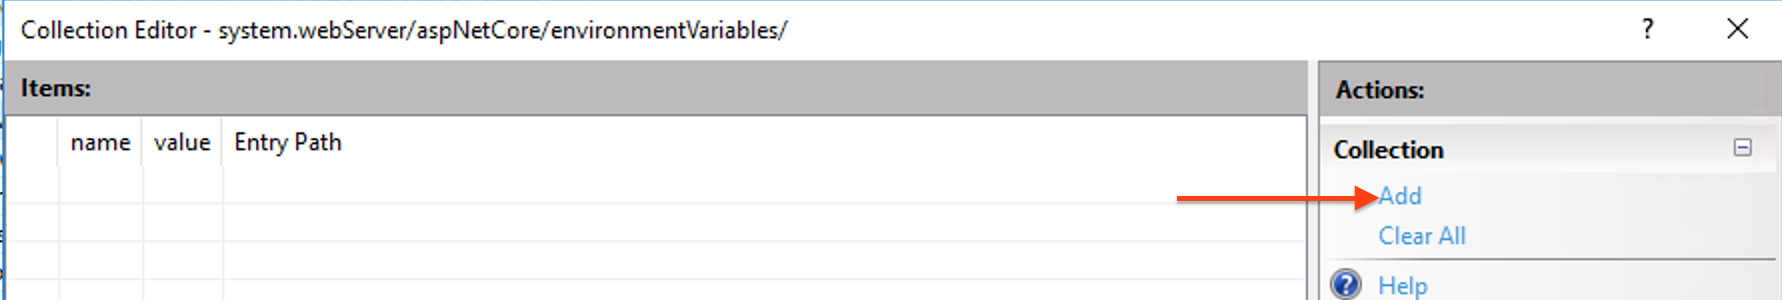 Collection Editor - system.webServer/aspNetCore/environmentVariables/
?
Items:
name value Entry Path
Actions:
Collection
Add
Clear All
? Help